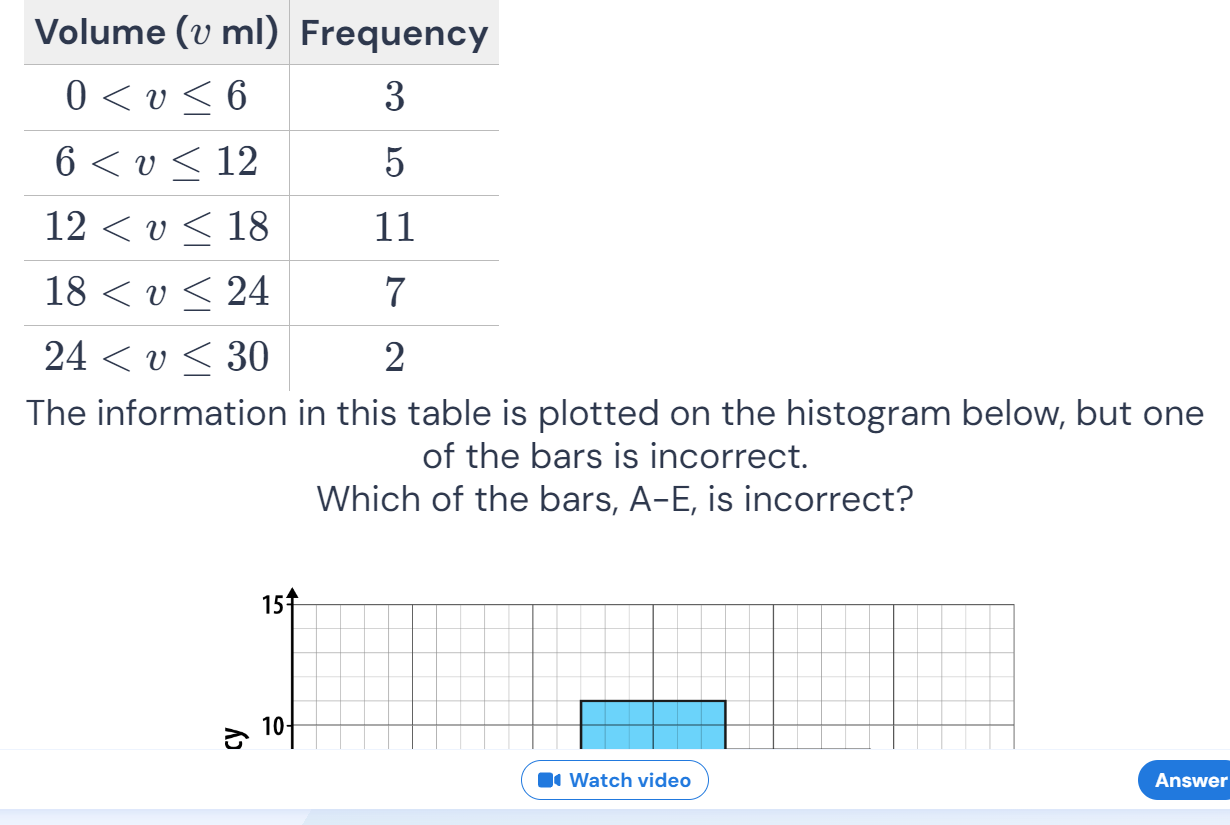 Volume (v ml) Frequency
0 < v ≤ 6 3
6 < v ≤ 12 5
12 < v ≤ 18 11
18 < v ≤ 24 7
24 < v ≤ 30 2
The information in this table is plotted on the histogram below, but one
of the bars is incorrect.
Which of the bars, A–E, is incorrect?
15
10
cy
Watch video
Answer